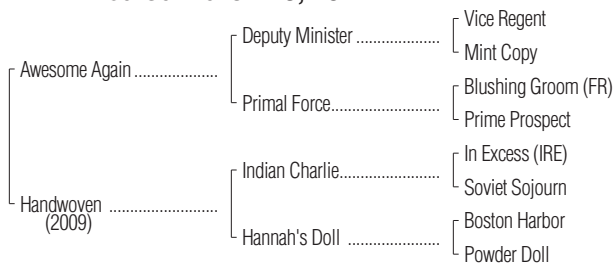 Vice Regent
Deputy Minister
Mint Copy
Awesome Again
Blushing Groom (FR)
Primal Force
Prime Prospect
In Excess (IRE)
Indian Charlie
Soviet Sojourn
Handwoven
(2009)
Boston Harbor
Hannah's Doll
Powder Doll